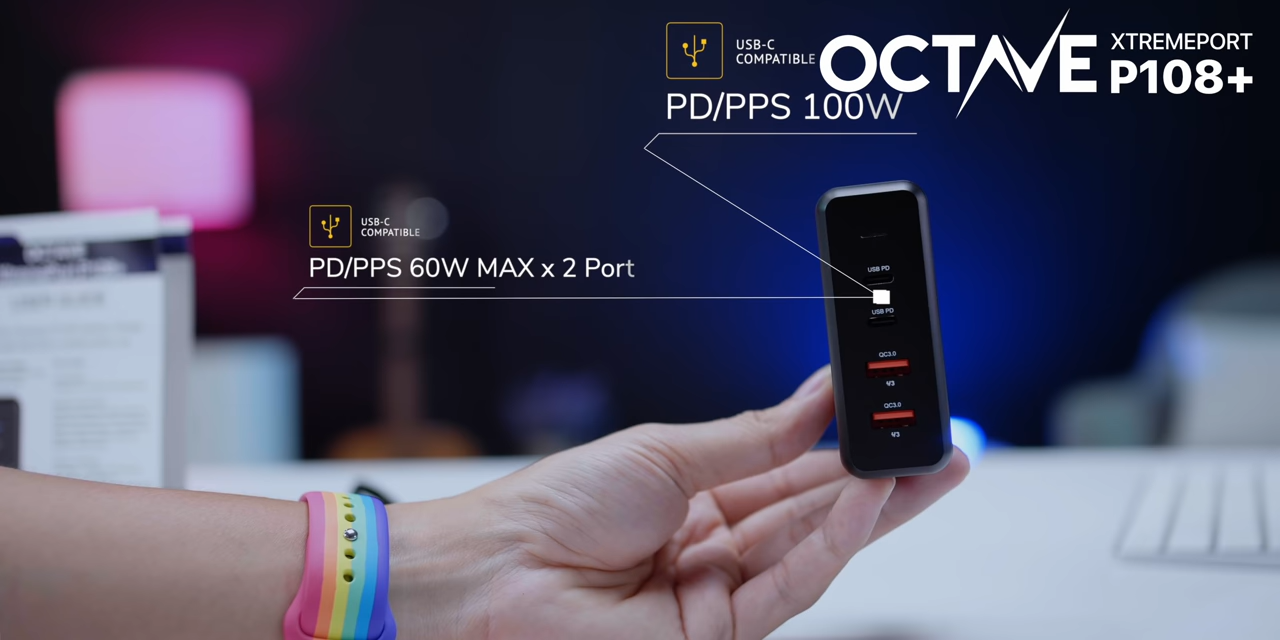 USB-C
COMPATIBLE
PD/PPS 100W
OCTAVE
XTREMEPORT
P108+
USB-C
COMPATIBLE
PD/PPS 60W MAX x 2 Port
USB PD
USB PD
QC3.0
QC3.0